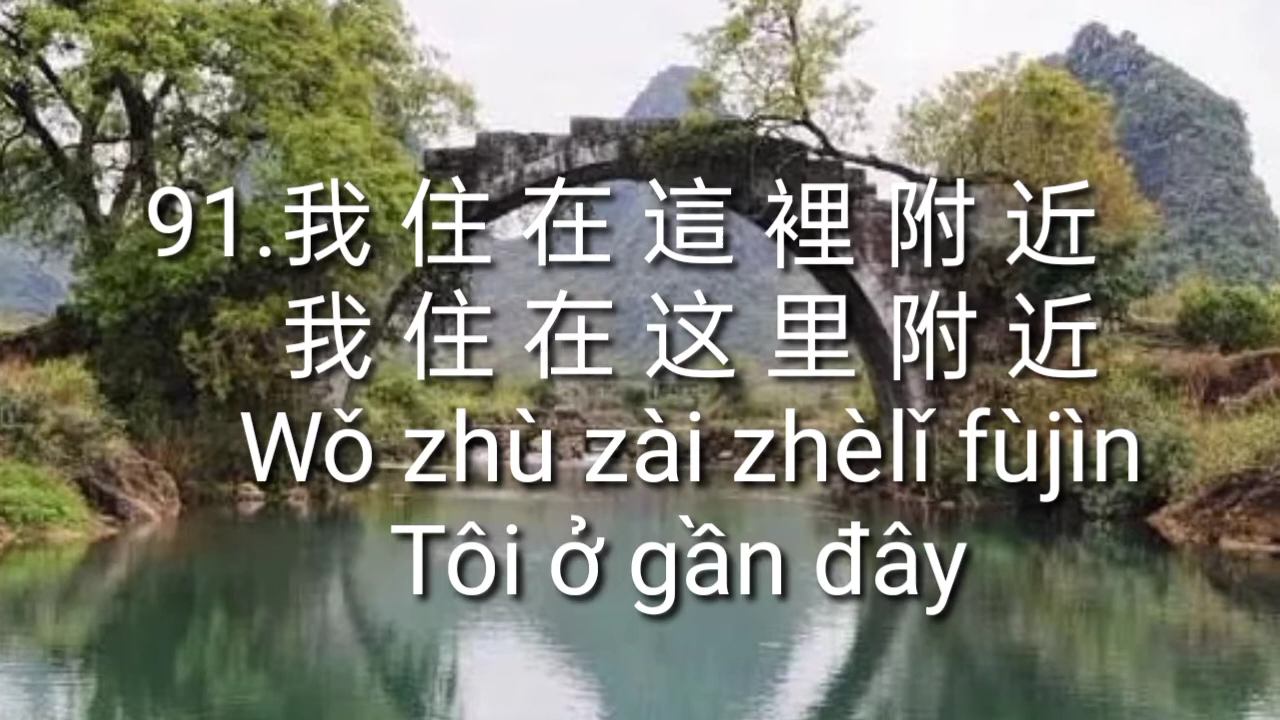 91.我 住 在 這 裡 附 近
我 住 在 这 里 附 近
Wǒ zhù zài zhèlǐ fùjìn
Tôi ở gần đây